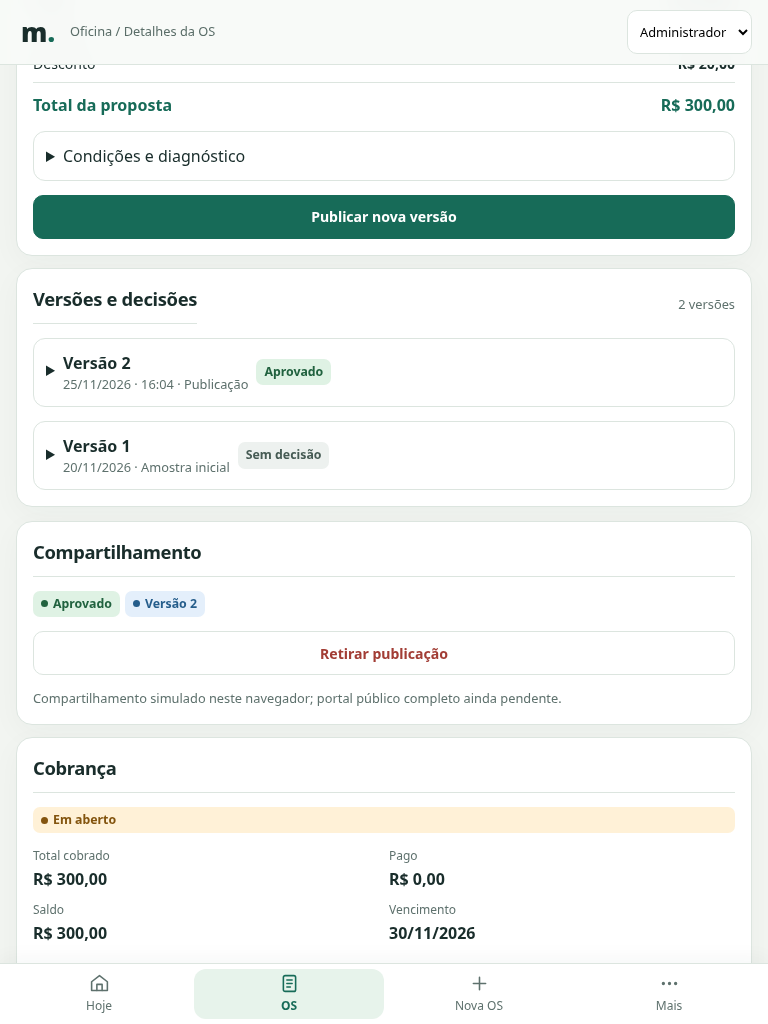 m.
Oficina / Detalhes da OS
Administrador
Desconto
R$ 20,00
Total da proposta
R$ 300,00
Condições e diagnóstico
Publicar nova versão
Versões e decisões
2 versões
Versão 2
25/11/2026 · 16:04 · Publicação
Aprovado
Versão 1
20/11/2026 · Amostra inicial
Sem decisão
Compartilhamento
Aprovado
Versão 2
Retirar publicação
Compartilhamento simulado neste navegador; portal público completo ainda pendente.
Cobrança
Em aberto
Total cobrado
Pago
R$ 300,00
R$ 0,00
Saldo
Vencimento
R$ 300,00
30/11/2026
Hoje
OS
Nova OS
Mais